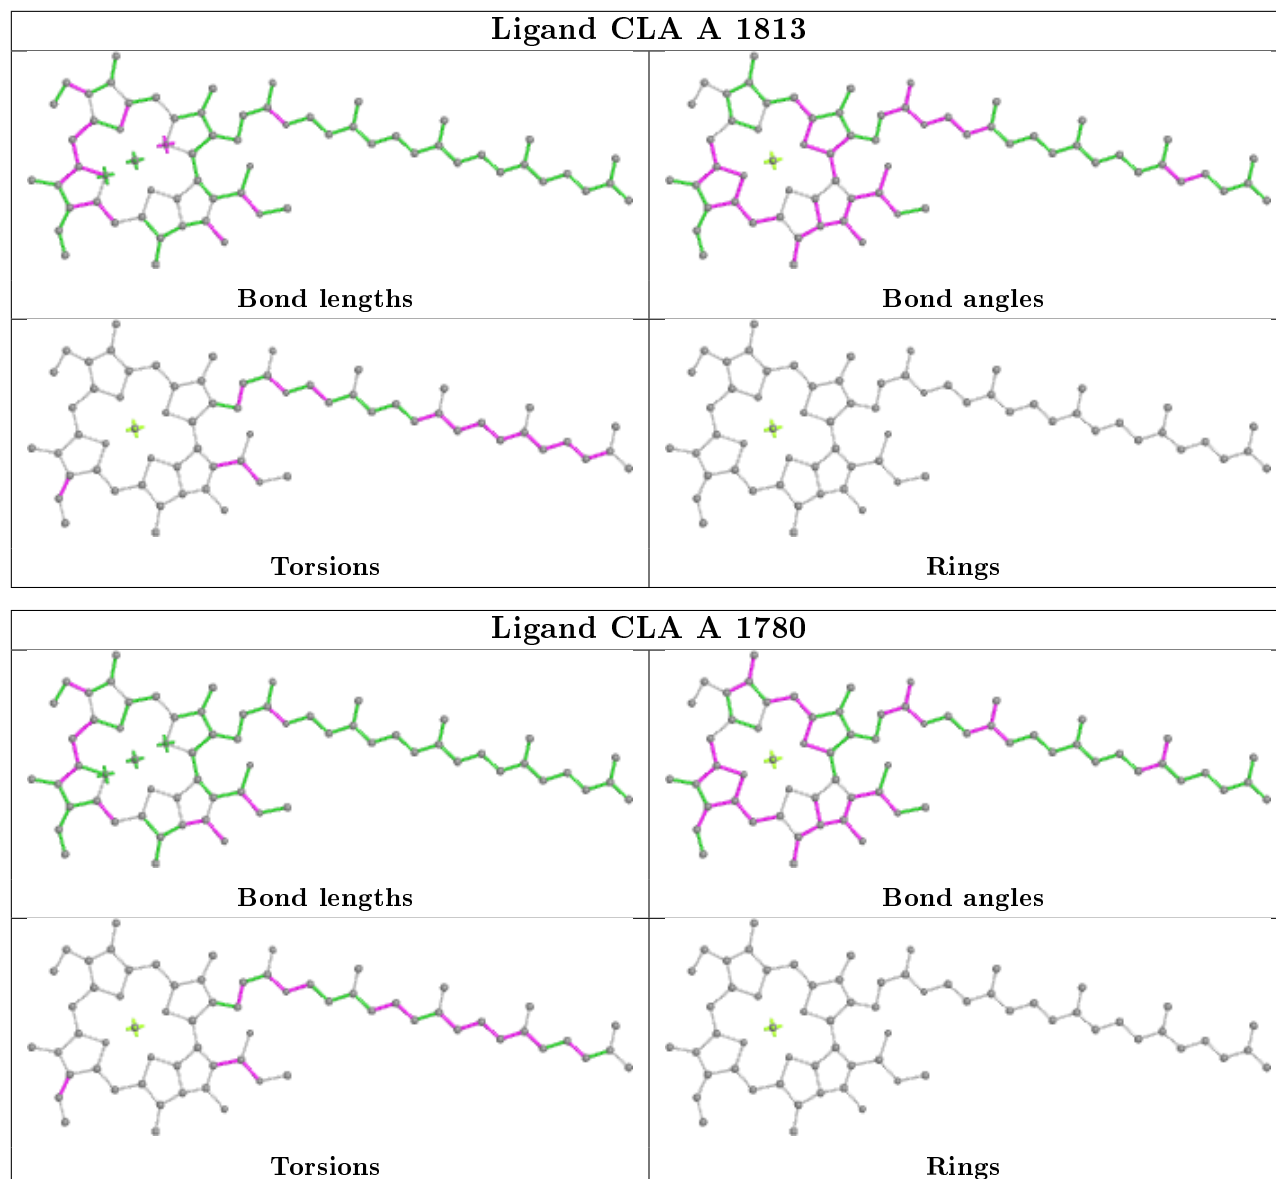 Ligand CLA A 1813
Bond lengths
Bond angles
Torsions
Rings
Ligand CLA A 1780
Bond lengths
Bond angles
Torsions
Rings